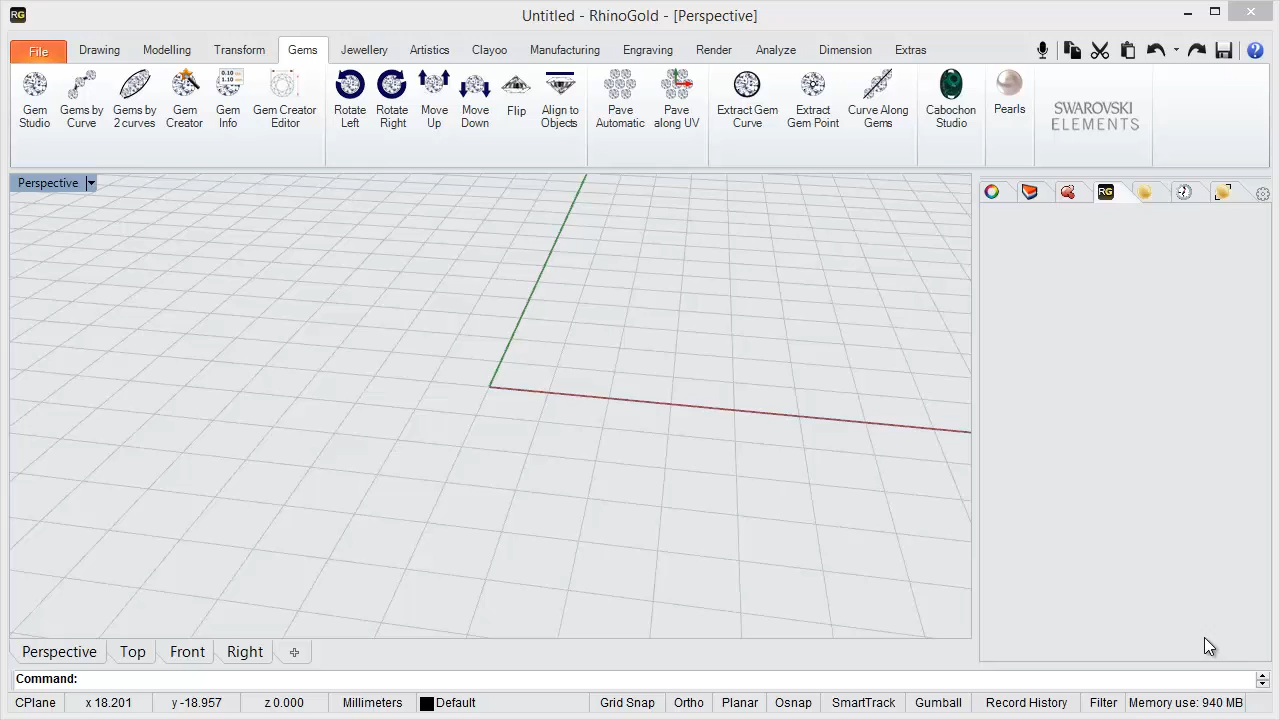 RG
Untitled - RhinoGold - [Perspective]
File Drawing Modelling Transform Gems Jewellery Artistics Clayoo Manufacturing Engraving Render Analyze Dimension Extras
Gem Studio
Gems by Curve
Gems by 2 curves
Gem Creator
0.10
1.10
Gem Info
Gem Creator Editor
Rotate Left
Rotate Right
Move Up
Move Down
Flip
Align to Objects
Pave Automatic
Pave along UV
Extract Gem Curve
Extract Gem Point
Curve Along Gems
Cabochon Studio
Pearls
SWAROVSKI
ELEMENTS
Perspective
RG
Perspective Top Front Right
Command:
CPlane x 18.201 y -18.957 z 0.000 Millimeters Default Grid Snap Ortho Planar Osnap SmartTrack Gumball Record History Filter Memory use: 940 MB